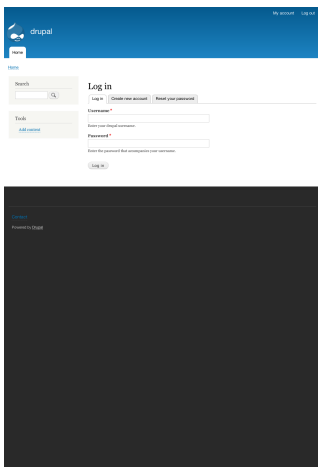 My account Log out
drupal
Home
Home
Search
Tools
Add content
Log in
Log in Create new account Reset your password
Username *
Enter your drupal username.
Password *
Enter the password that accompanies your username.
Log in
Contact
Powered by Drupal